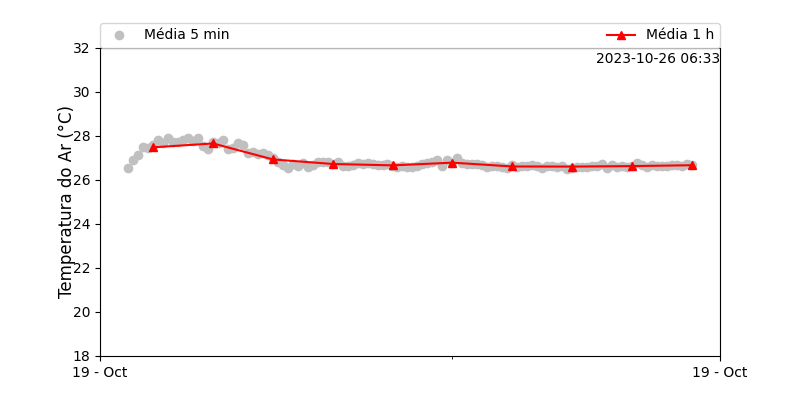 Média 5 min
Média 1 h
2023-10-26 06:33
Temperatura do Ar (°C)
32
30
28
26
24
22
20
18
19 - Oct
19 - Oct